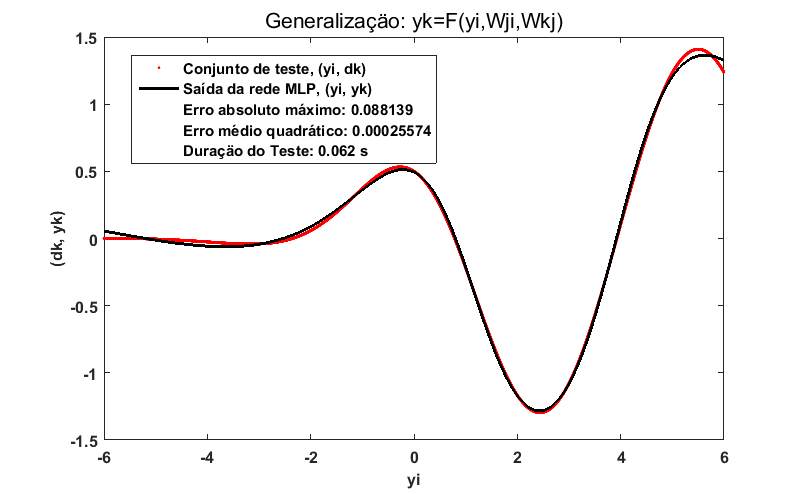 Generalização: yk=F(yi,Wji,Wkj)
1.5
Conjunto de teste, (yi, dk)
Saída da rede MLP, (yi, yk)
Erro absoluto máximo: 0.088139
Erro médio quadrático: 0.00025574
Duração do Teste: 0.062 s
1
0.5
0
-0.5
-1
-1.5
(dk, yk)
-6 -4 -2 0 2 4 6
yi